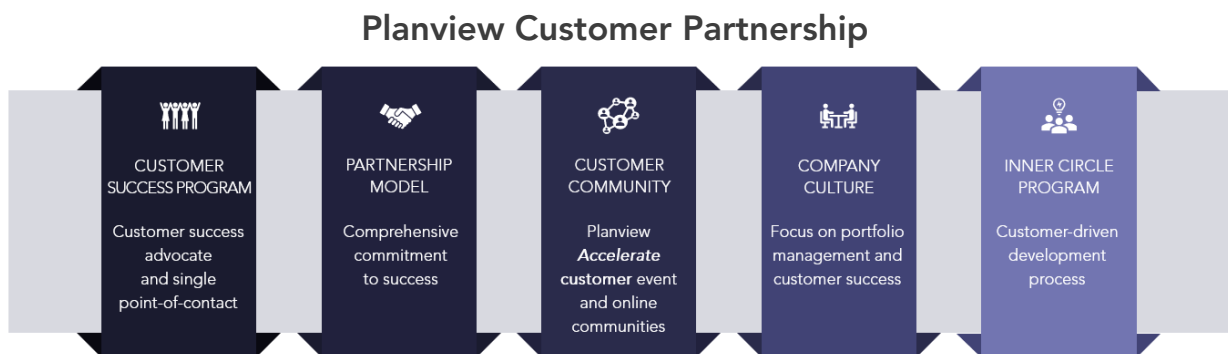 Planview Customer Partnership
CUSTOMER
SUCCESS PROGRAM
Customer success
advocate
and single
point-of-contact
PARTNERSHIP
MODEL
Comprehensive
commitment
to success
CUSTOMER
COMMUNITY
Planview
Accelerate
customer event
and online
communities
COMPANY
CULTURE
Focus on portfolio
management and
customer success
INNER CIRCLE
PROGRAM
Customer-driven
development
process